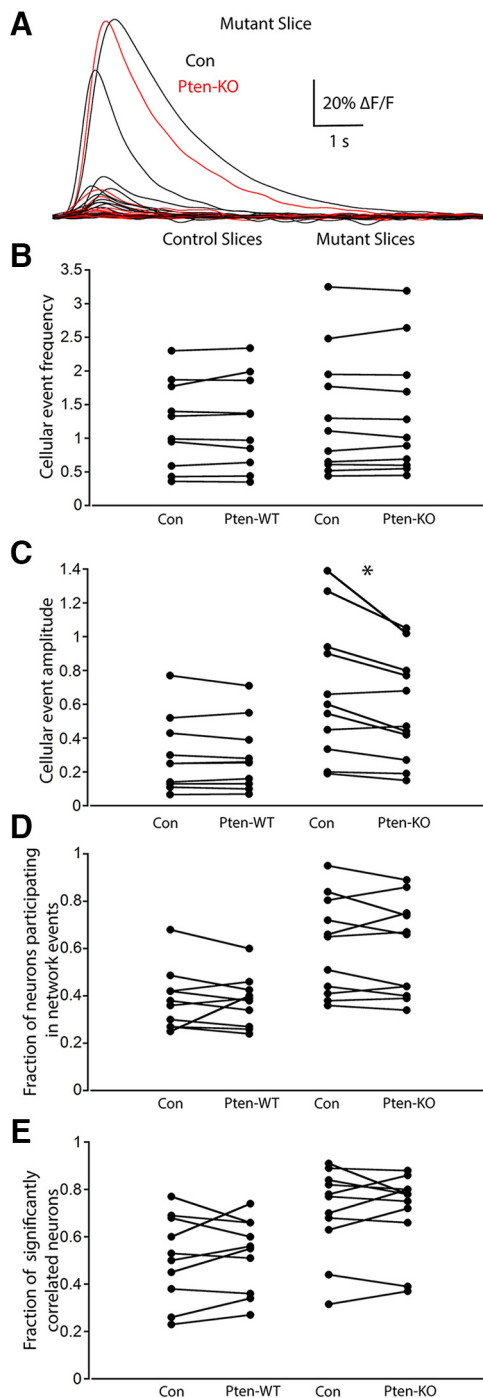 A
Mutant Slice
Con
Pten-KO
20% ΔF/F
1 s
Control Slices Mutant Slices
B
Cellular event frequency
3.5
3
2.5
2
1.5
1
0.5
0
Con Pten-WT Con Pten-KO
C
Cellular event amplitude
1.4
1.2
1
0.8
0.6
0.4
0.2
0
*
Con Pten-WT Con Pten-KO
D
Fraction of neurons participating
in network events
1
0.8
0.6
0.4
0.2
0
Con Pten-WT Con Pten-KO
E
Fraction of significantly
correlated neurons
1
0.8
0.6
0.4
0.2
0
Con Pten-WT Con Pten-KO